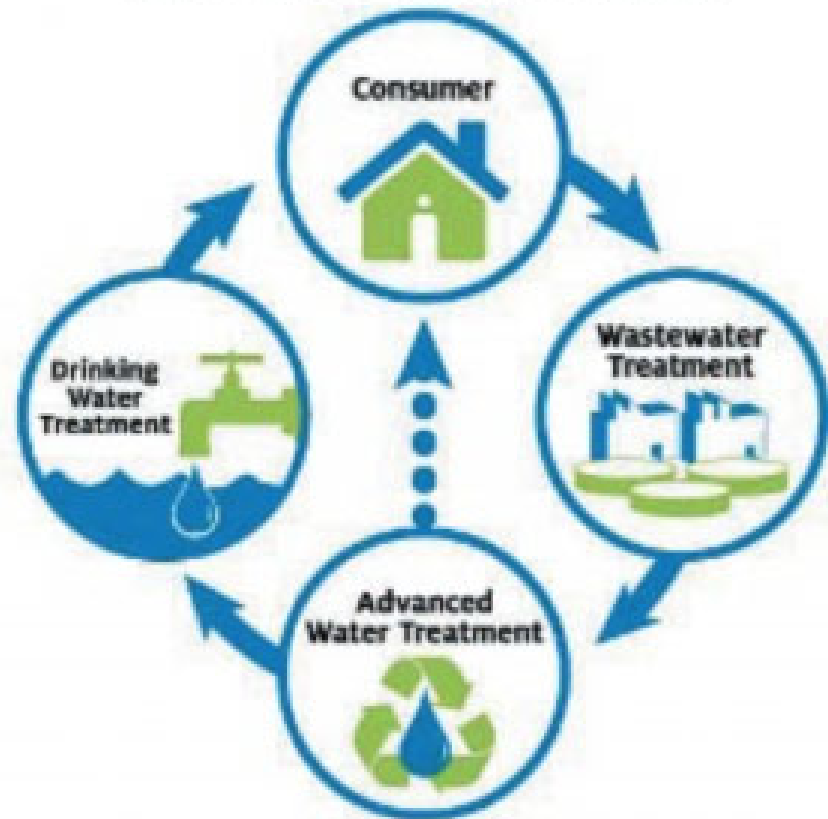 Consumer
Wastewater
Treatment
Drinking
Water
Treatment
Advanced
Water Treatment